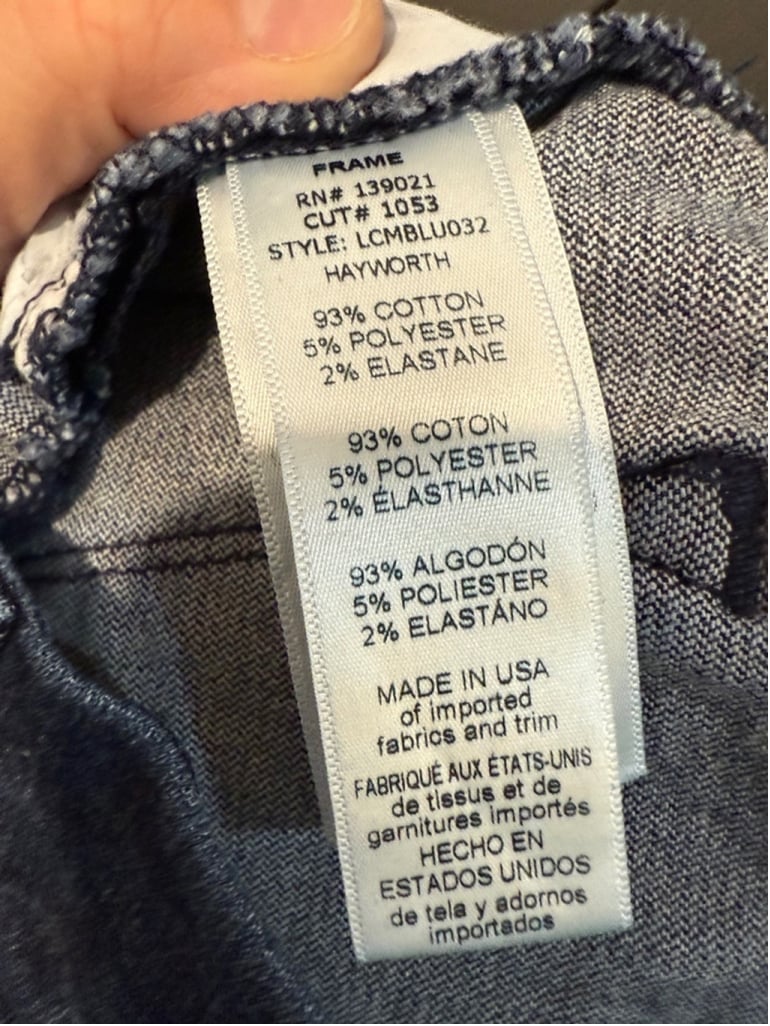 FRAME
RN# 139021
CUT# 1053
STYLE: LCMBLU032
HAYWORTH
93% COTTON
5% POLYESTER
2% ELASTANE
93% COTON
5% POLYESTER
2% ÉLASTHANNE
93% ALGODÓN
5% POLIESTER
2% ELASTÁNO
MADE IN USA
of imported
fabrics and trim
FABRIQUÉ AUX ÉTATS-UNIS
de tissus et de
garnitures importés
HECHO EN
ESTADOS UNIDOS
de tela y adornos
importados